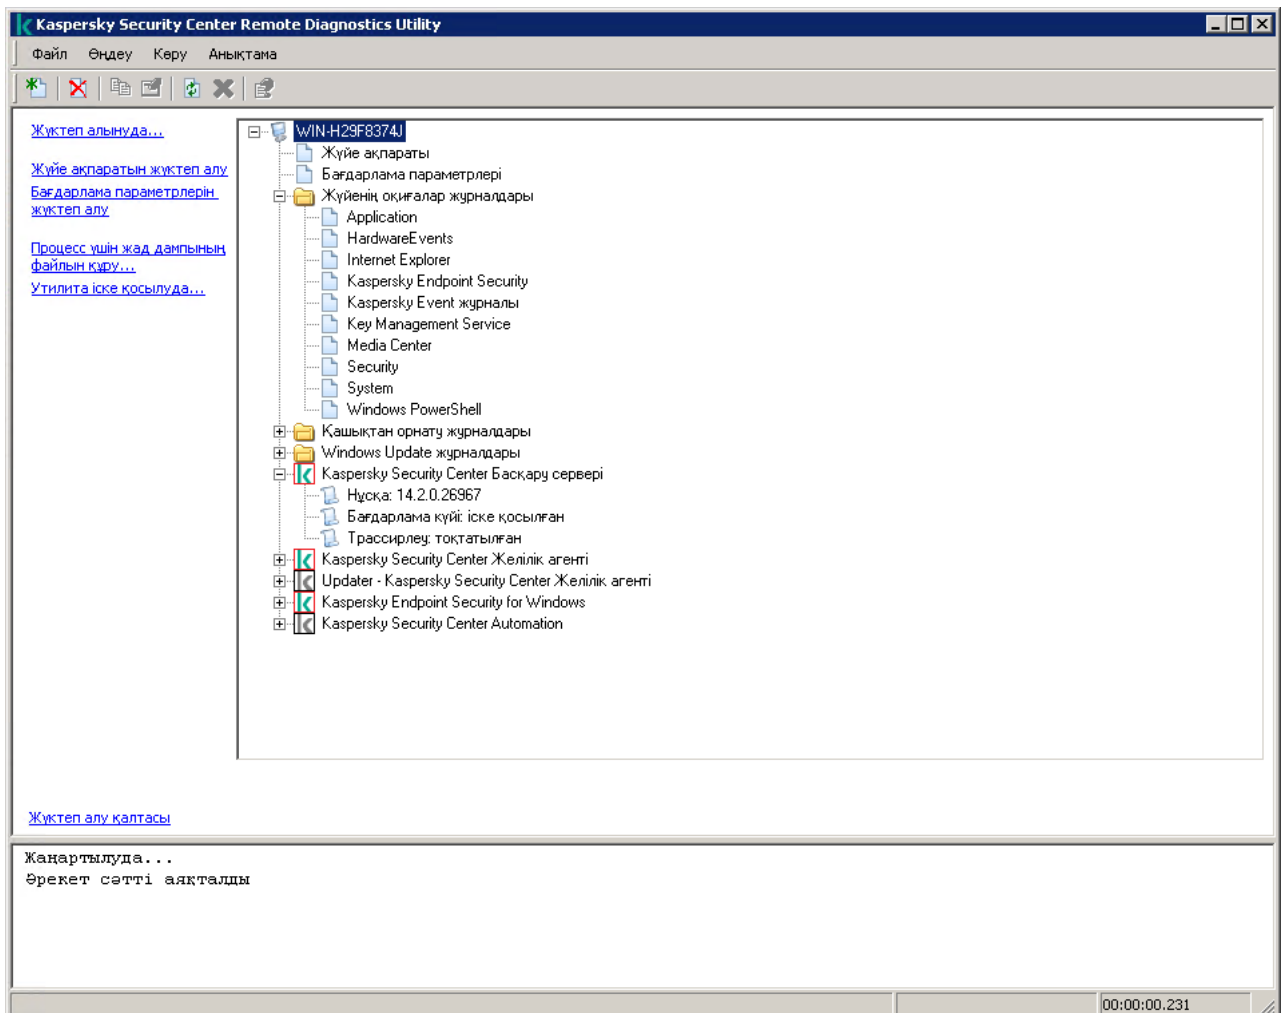 Kaspersky Security Center Remote Diagnostics Utility
Файл Өңдеу Көру Анықтама
Жүктеп алынуда...
Жүйе ақпаратын жүктеп алу
Бағдарлама параметрлерін
жүктеп алу
Процесс үшін жад дампының
файлын құру...
Утилита іске қосылуда...
WIN-H29F8374J
Жүйе ақпараты
Бағдарлама параметрлері
Жүйенің оқиғалар журналдары
Application
HardwareEvents
Internet Explorer
Kaspersky Endpoint Security
Kaspersky Event журналы
Key Management Service
Media Center
Security
System
Windows PowerShell
Қашықтан орнату журналдары
Windows Update журналдары
Kaspersky Security Center Басқару сервері
Нұсқа: 14.2.0.26967
Бағдарлама күйі: іске қосылған
Трассирлеу: тоқтатылған
Kaspersky Security Center Желілік агенті
Updater - Kaspersky Security Center Желілік агенті
Kaspersky Endpoint Security for Windows
Kaspersky Security Center Automation
Жүктеп алу қалтасы
Жаңартылуда...
Әрекет сәтті аяқталды
00:00:00.231